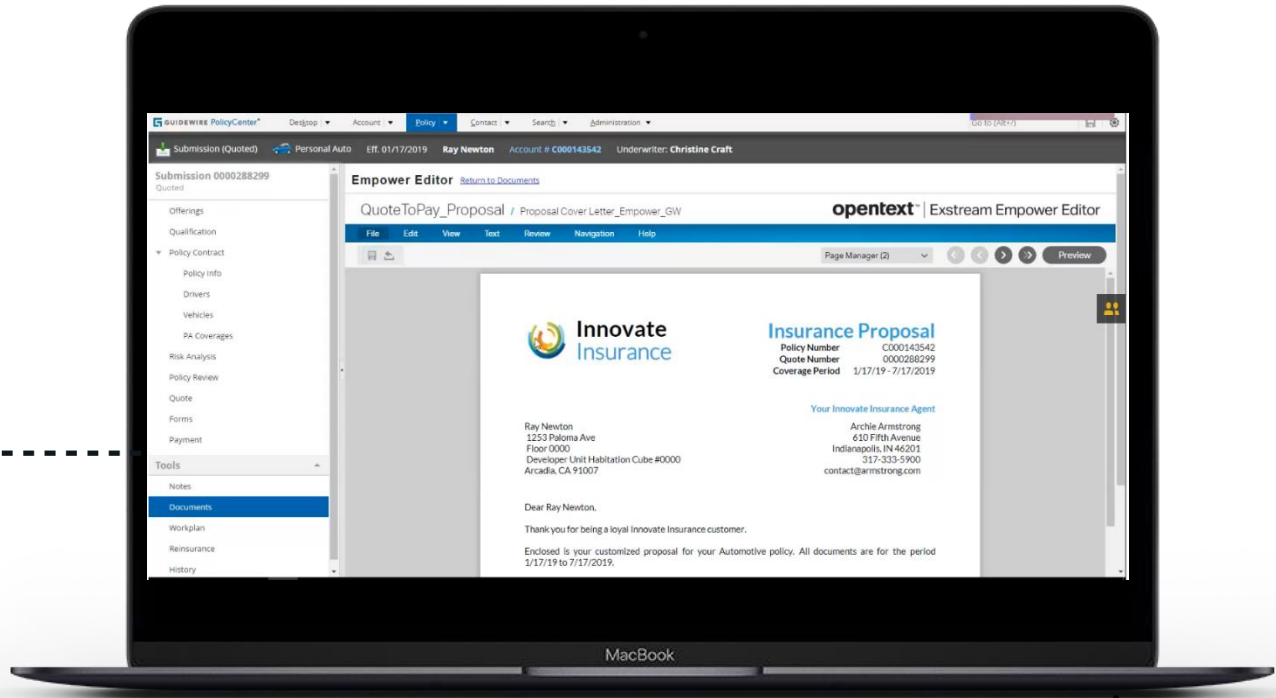 GUIDEWIRE PolicyCenter™ Desktop Account Policy Contact Search Administration Go to (Alt+/)
Submission (Quoted) Personal Auto Eff. 01/17/2019 Ray Newton Account # C000143542 Underwriter: Christine Craft
Submission 0000288299
Quoted
Offerings
Qualification
Policy Contract
Policy Info
Drivers
Vehicles
PA Coverages
Risk Analysis
Policy Review
Quote
Forms
Payment
Tools
Notes
Documents
Workplan
Reinsurance
History
Empower Editor Return to Documents
QuoteToPay_Proposal / Proposal Cover Letter_Empower_GW
opentext™ | Exstream Empower Editor
File Edit View Text Review Navigation Help
Page Manager (2) Preview
Innovate
Insurance
Insurance Proposal
Policy Number C000143542
Quote Number 0000288299
Coverage Period 1/17/19 - 7/17/2019
Your Innovate Insurance Agent
Archie Armstrong
610 Fifth Avenue
Indianapolis, IN 46201
317-333-5900
contact@armstrong.com
Ray Newton
1253 Paloma Ave
Floor 0000
Developer Unit Habitation Cube #0000
Arcadia, CA 91007
Dear Ray Newton,
Thank you for being a loyal Innovate Insurance customer.
Enclosed is your customized proposal for your Automotive policy. All documents are for the period
1/17/19 to 7/17/2019.
MacBook